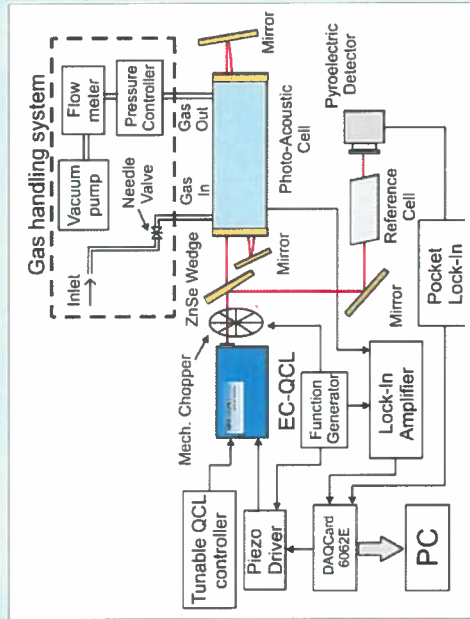 Gas handling system
Inlet
Vacuum
pump
Flow
meter
Pressure
Controller
Needle
Valve
Gas
In
Gas
Out
Mirror
Mech. Chopper
ZnSe Wedge
Mirror
Photo-Acoustic
Cell
Tunable QCL
controller
EC-QCL
Piezo
Driver
Function
Generator
Mirror
Reference
Cell
Pyroelectric
Detector
DAQCard
6062E
Lock-In
Amplifier
Pocket
Lock-In
PC